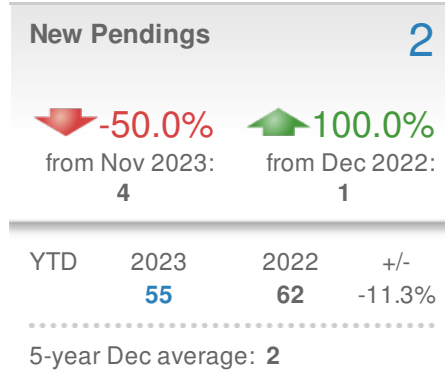 New Pendings 2
-50.0% 100.0%
from Nov 2023: from Dec 2022:
4 1
YTD 2023 2022 +/-
55 62 -11.3%
5-year Dec average: 2